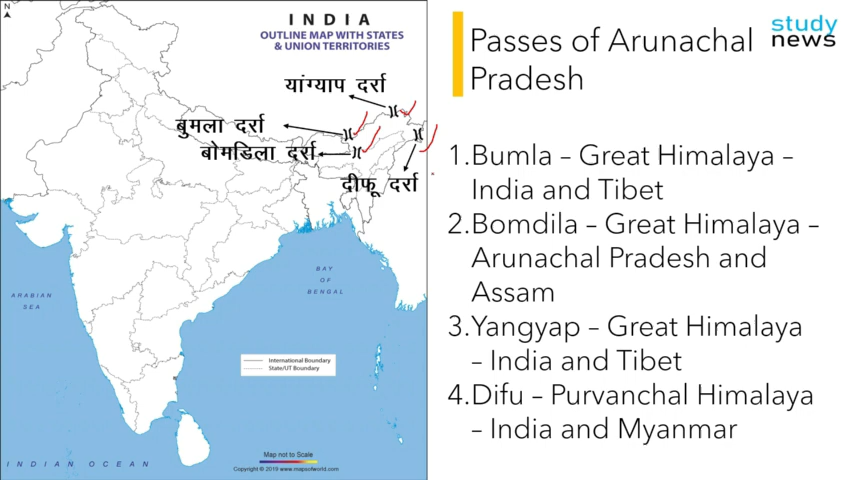 N
INDIA
OUTLINE MAP WITH STATES
& UNION TERRITORIES
यांग्याप दर्रा
बुमला दर्रा
बोमडिला दर्रा
दीफू दर्रा
ARABIAN
SEA
BAY
OF
BENGAL
International Boundary
State/UT Boundary
INDIAN OCEAN
Map not to Scale
Copyright © 2019 www.mapsofworld.com
study
news
Passes of Arunachal
Pradesh
1.Bumla – Great Himalaya –
India and Tibet
2.Bomdila – Great Himalaya –
Arunachal Pradesh and
Assam
3.Yangyap – Great Himalaya
– India and Tibet
4.Difu – Purvanchal Himalaya
– India and Myanmar